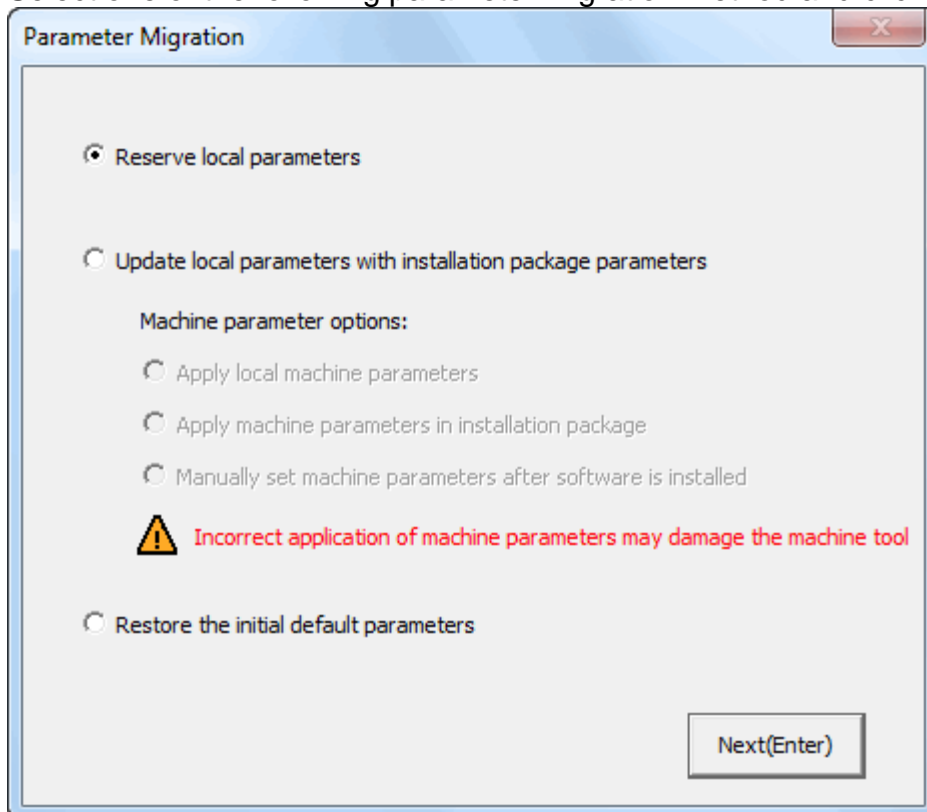 Parameter Migration
Reserve local parameters
Update local parameters with installation package parameters
Machine parameter options:
Apply local machine parameters
Apply machine parameters in installation package
Manually set machine parameters after software is installed
Incorrect application of machine parameters may damage the machine tool
Restore the initial default parameters
Next(Enter)